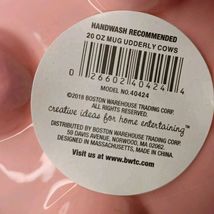 HANDWASH RECOMMENDED
20 OZ MUG UDDERLY COWS
0 26602 40424 4
MODEL NO.40424
©2018 BOSTON WAREHOUSE TRADING CORP.
ALL RIGHTS RESERVED.
creative ideas for home entertaining™
DISTRIBUTED BY BOSTON WAREHOUSE TRADING CORP.
59 DAVIS AVENUE, NORWOOD, MA 02062.
DESIGNED IN MASSACHUSETTS, MADE IN CHINA
Visit us at www.bwtc.com